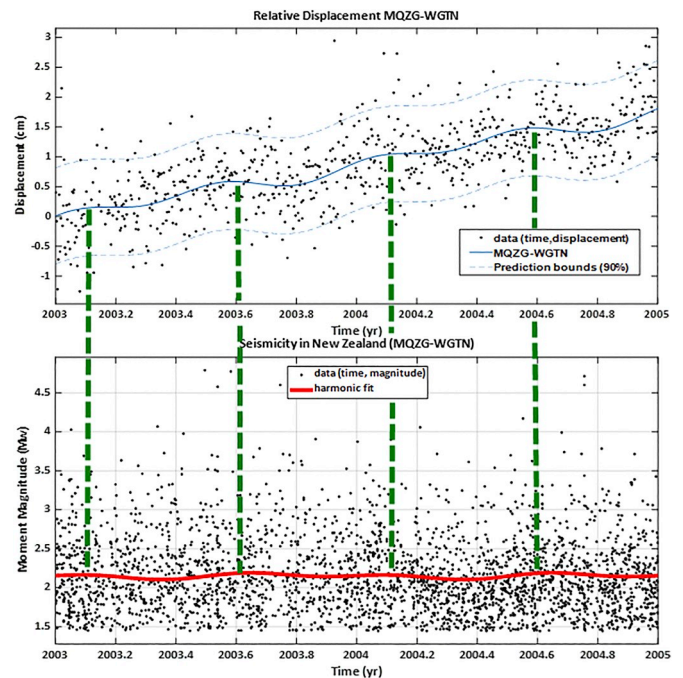 Relative Displacement MQZG-WGTN
3
2.5
2
1.5
1
0.5
0
-0.5
-1
Displacement (cm)
data (time,displacement)
MQZG-WGTN
Prediction bounds (90%)
2003 2003.2 2003.4 2003.6 2003.8 2004 2004.2 2004.4 2004.6 2004.8 2005
Time (yr)
Seismicity in New Zealand (MQZG-WGTN)
data (time, magnitude)
harmonic fit
4.5
4
3.5
3
2.5
2
1.5
Moment Magnitude (Mw)
2003 2003.2 2003.4 2003.6 2003.8 2004 2004.2 2004.4 2004.6 2004.8 2005
Time (yr)